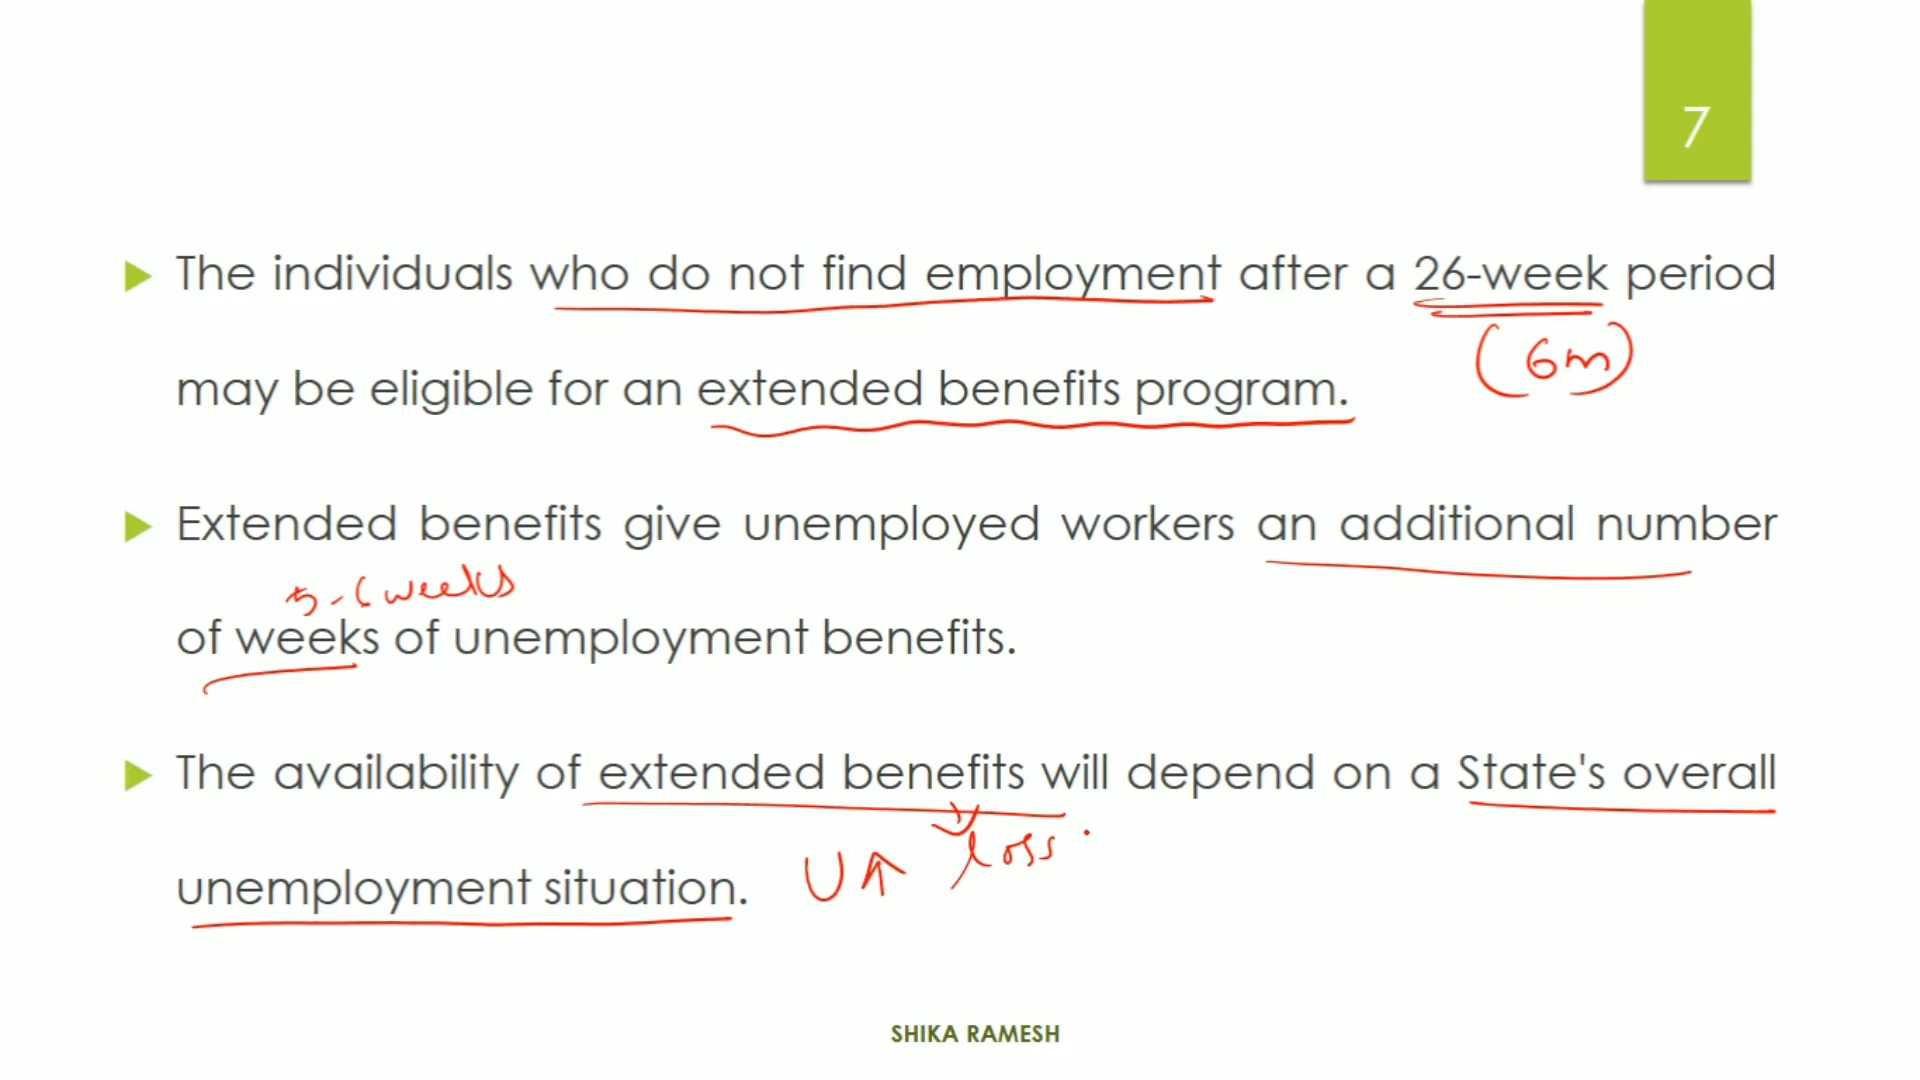 7
The individuals who do not find employment after a 26-week period
(6m)
may be eligible for an extended benefits program.
Extended benefits give unemployed workers an additional number
5-6 weeks
of weeks of unemployment benefits.
The availability of extended benefits will depend on a State's overall
loss
unemployment situation. U↑
SHIKA RAMESH